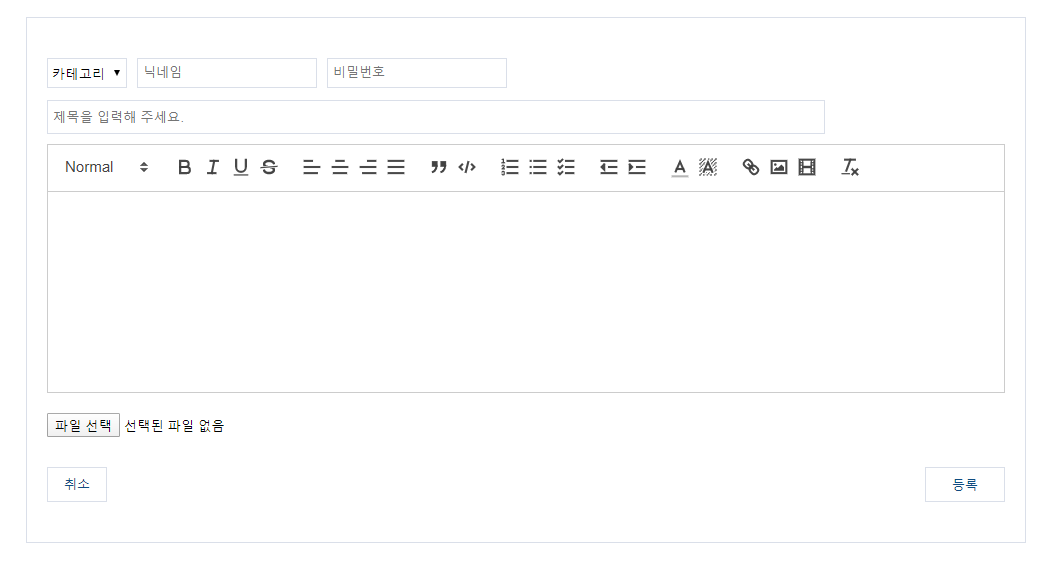 카테고리 닉네임 비밀번호
제목을 입력해 주세요.
Normal
파일 선택 선택된 파일 없음
취소 등록